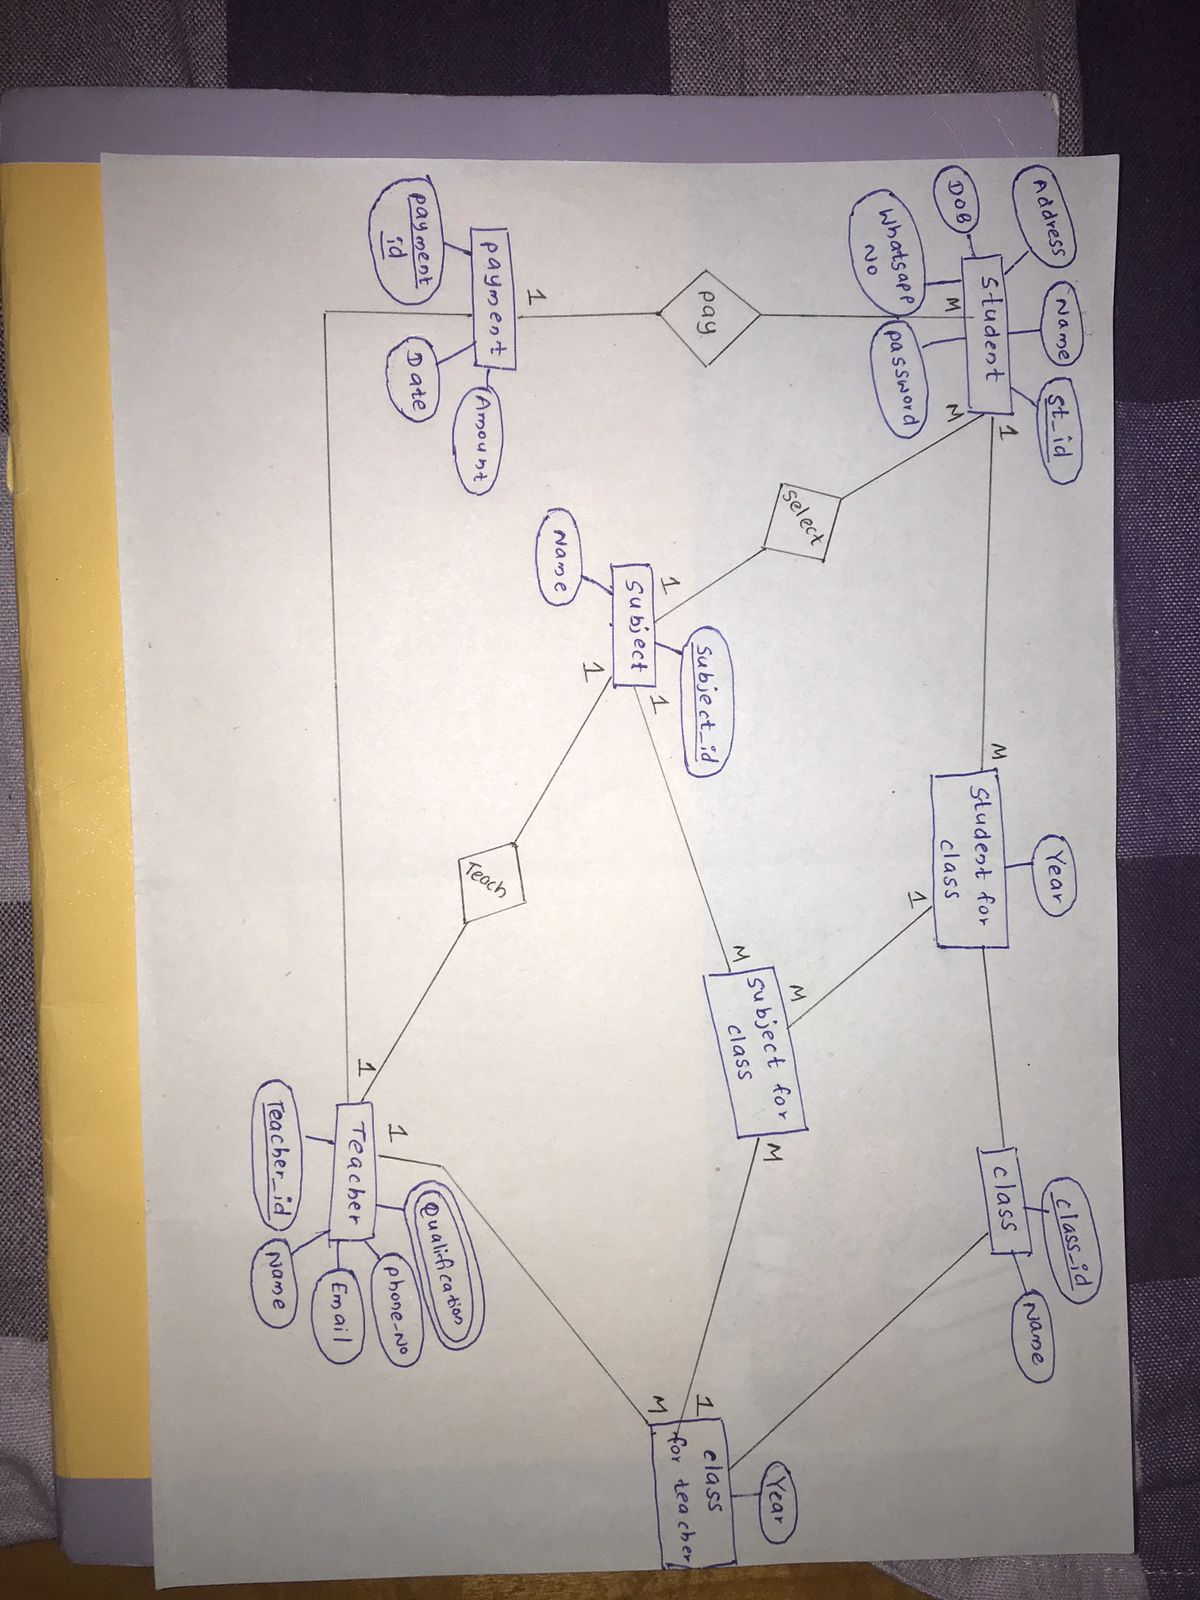 Address
Name
st_id
DOB
Whatsapp
No
password
Student
M
M
1
pay
1
payment
payment
id
Date
Amount
select
1
Subject
Name
subject_id
1
1
Teach
M
Student for
class
Year
1
M
M
Subject for
class
M
class
class_id
Name
1
1
Teacher
Teacher_id
Name
Email
phone_No
Qualification
M
1
class
for teacher
Year